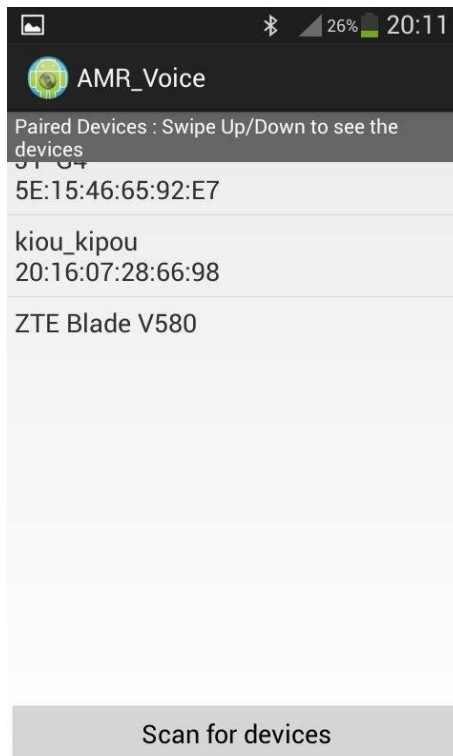 26% 20:11
AMR_Voice
Paired Devices : Swipe Up/Down to see the
devices
5E:15:46:65:92:E7
kiou_kipou
20:16:07:28:66:98
ZTE Blade V580
Scan for devices